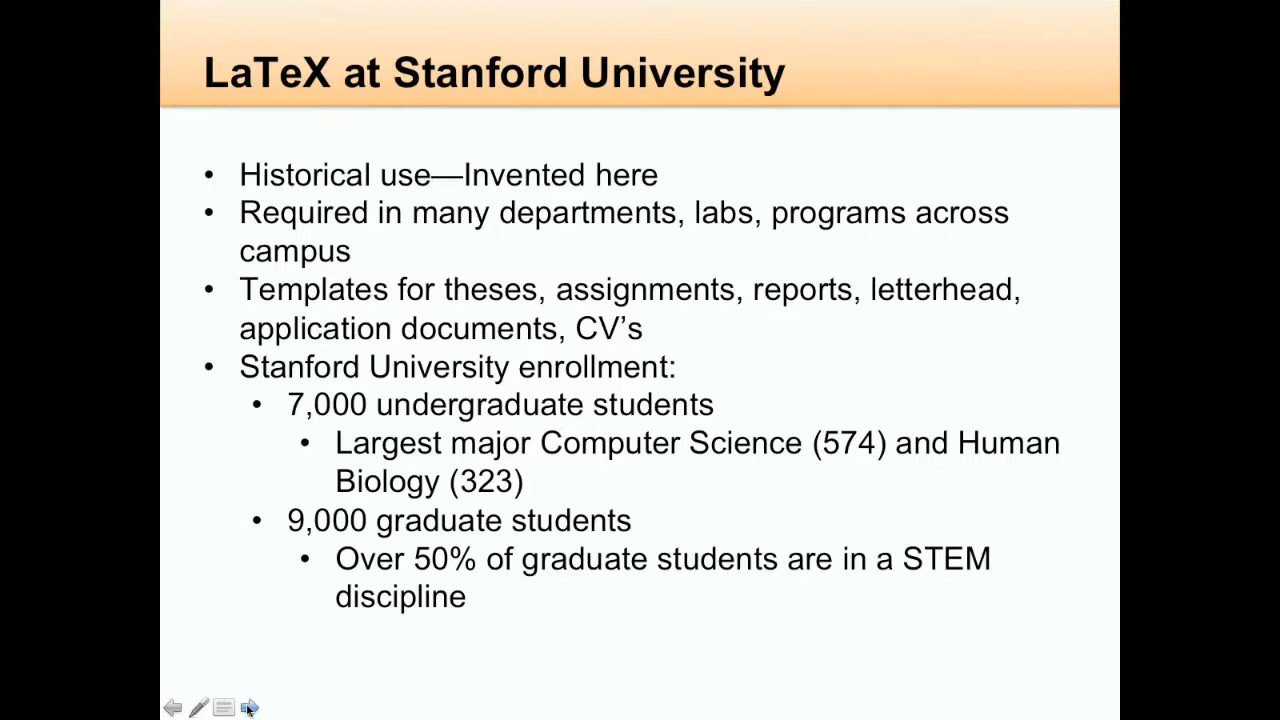 LaTeX at Stanford University
• Historical use—Invented here
• Required in many departments, labs, programs across
campus
• Templates for theses, assignments, reports, letterhead,
application documents, CV’s
• Stanford University enrollment:
• 7,000 undergraduate students
• Largest major Computer Science (574) and Human
Biology (323)
• 9,000 graduate students
• Over 50% of graduate students are in a STEM
discipline